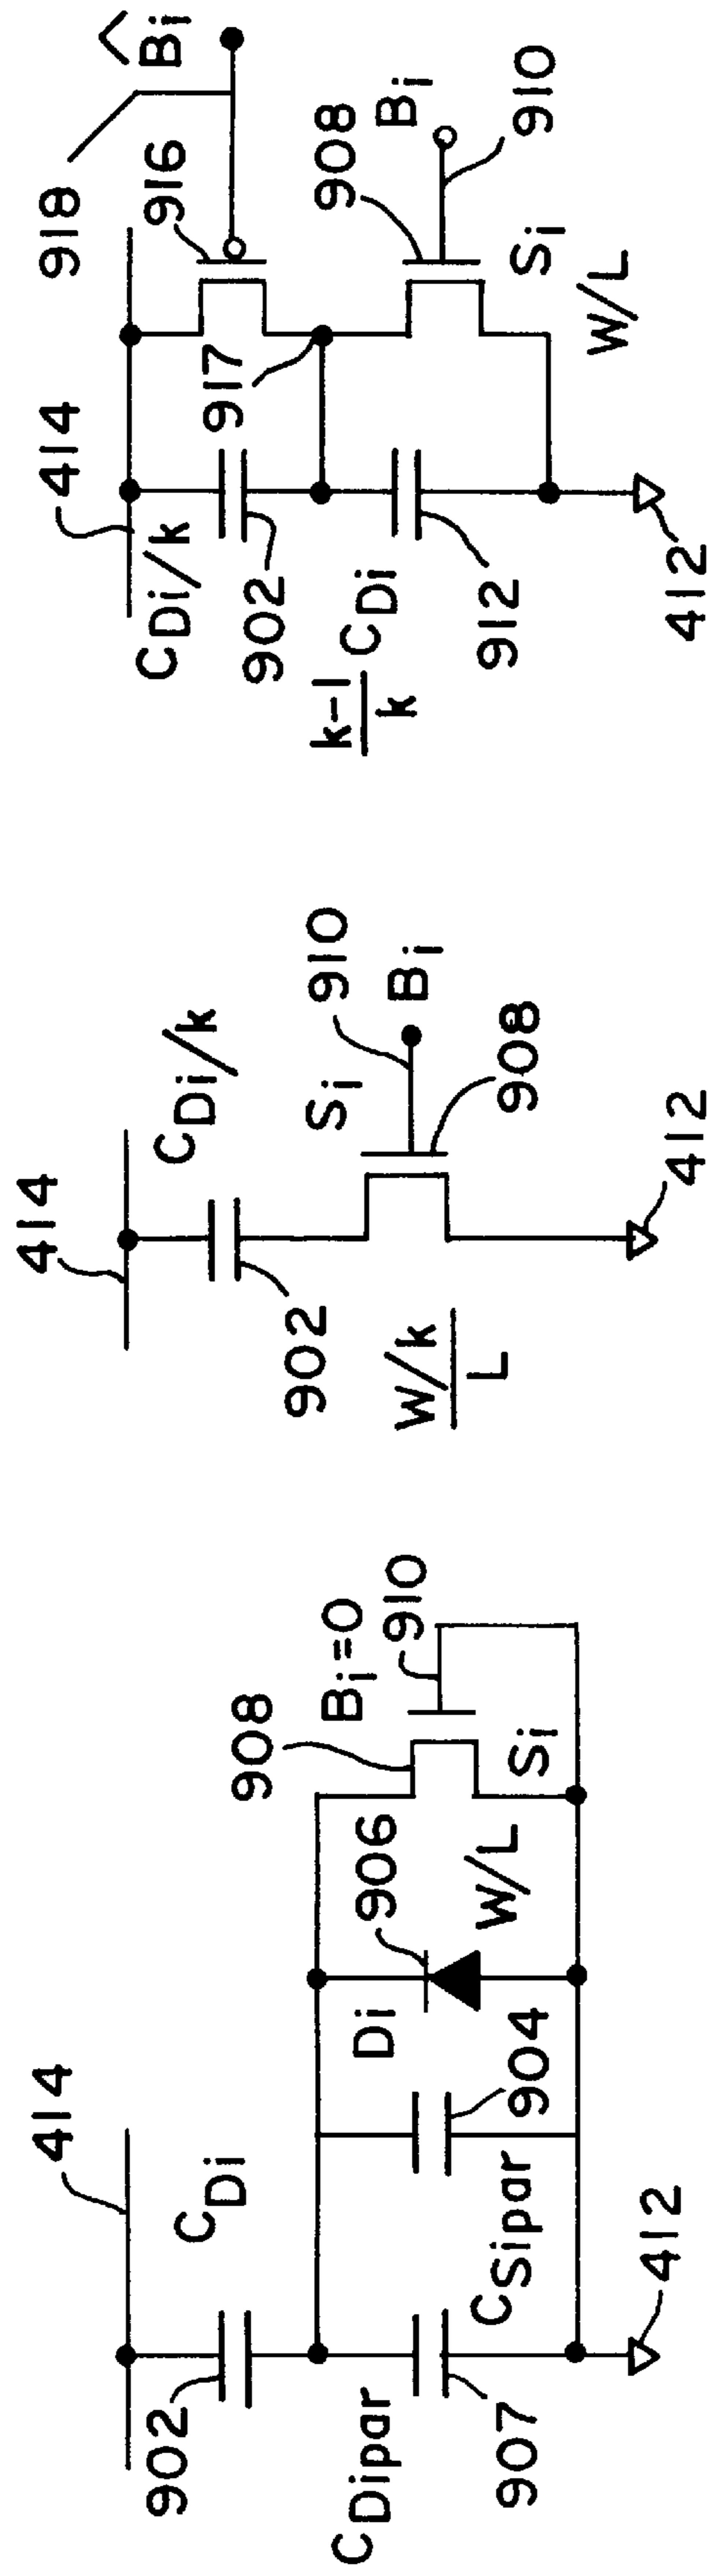 414
C_Di
902
C_Dipar
907
C_Sipar
904
D_i
906
908
B_i=0
910
S_i
W/L
412
414
C_Di/k
902
S_i
910
B_i
908
W/k
L
412
414
918
B̂_i
916
C_Di/k
902
917
908
B_i
910
S_i
W/L
k-1
k
C_Di
912
412